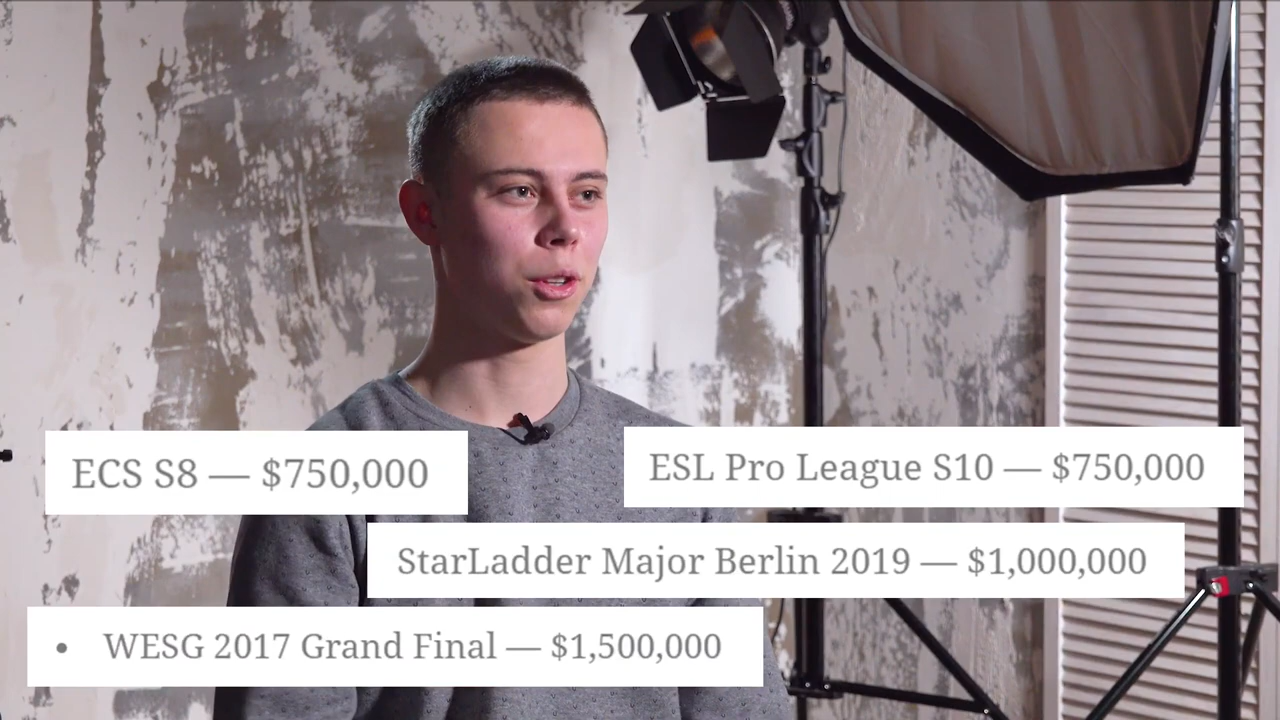 ECS S8 — $750,000
ESL Pro League S10 — $750,000
StarLadder Major Berlin 2019 — $1,000,000
• WESG 2017 Grand Final — $1,500,000